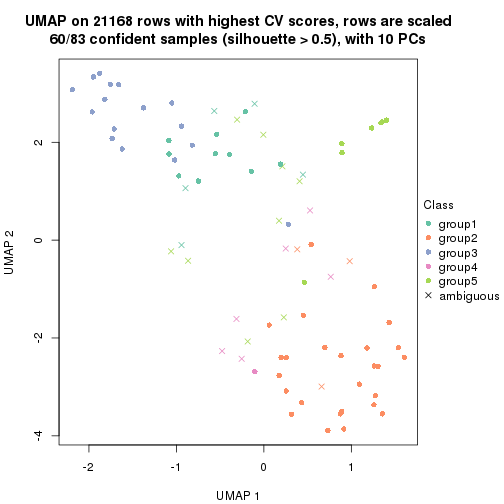 UMAP on 21168 rows with highest CV scores, rows are scaled
60/83 confident samples (silhouette > 0.5), with 10 PCs
UMAP 2
2
0
-2
-4
-2
-1
0
1
UMAP 1
Class
group1
group2
group3
group4
group5
ambiguous